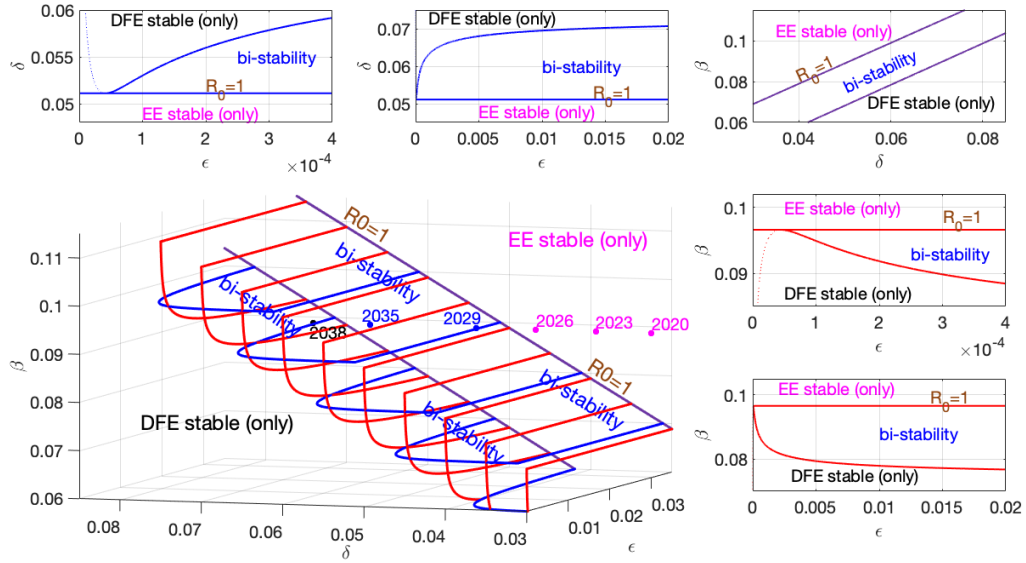 0.06
DFE stable (only)
δ
0.055
bi-stability
R0=1
0.05
EE stable (only)
0 1 2 3 4
ϵ
×10-4
DFE stable (only)
0.07
δ
0.06
bi-stability
R0=1
0.05
EE stable (only)
0 0.005 0.01 0.015 0.02
ϵ
0.1
EE stable (only)
β
R0=1
0.08
bi-stability
DFE stable (only)
0.06
0.04 0.06 0.08
δ
R0=1
EE stable (only)
bi-stability
0.11
bi-stability
0.1
2038
2035
2029
2026
2023
2020
0.09
β
R0=1
0.08
bi-stability
DFE stable (only)
bi-stability
0.07
0.06
0.08 0.07 0.06 0.05 0.04 0.03
δ
0.01 0.02 0.03
ϵ
0.1
EE stable (only)
R0=1
β
bi-stability
0.09
DFE stable (only)
0 1 2 3 4
ϵ
×10-4
EE stable (only)
0.1
R0=1
β
bi-stability
0.08
DFE stable (only)
0 0.005 0.01 0.015 0.02
ϵ